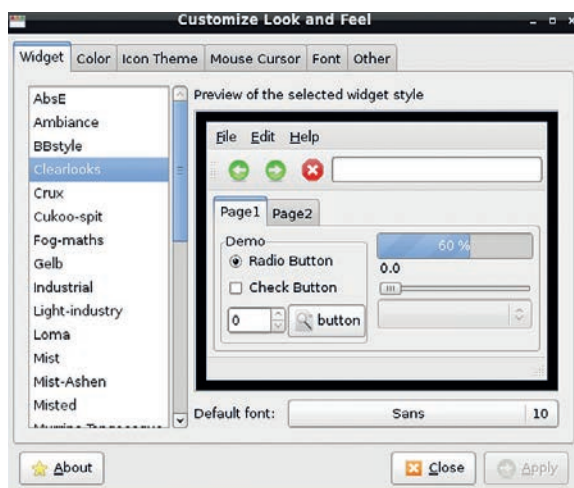 Customize Look and Feel
Widget Color Icon Theme Mouse Cursor Font Other
AbsE
Ambiance
BBstyle
Clearlooks
Crux
Cukoo-spit
Fog-maths
Gelb
Industrial
Light-industry
Loma
Mist
Mist-Ashen
Misted
Preview of the selected widget style
File Edit Help
Page1 Page2
Demo
Radio Button
Check Button
0 button
60 %
0.0
Default font: Sans 10
About Close Apply